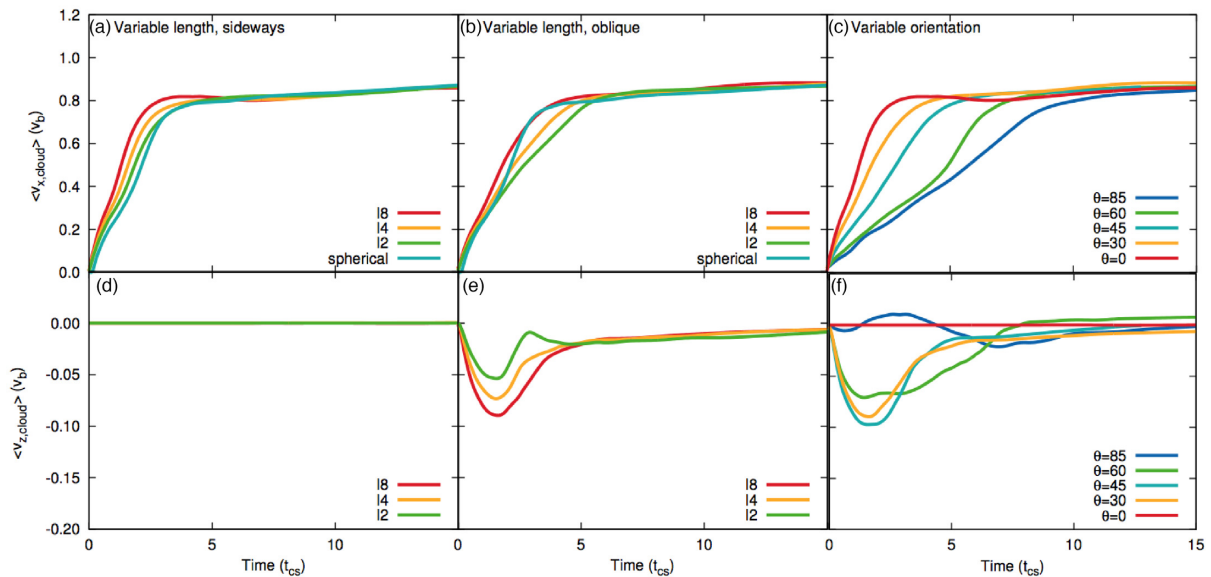 (a) Variable length, sideways
(b) Variable length, oblique
(c) Variable orientation
1.2
1.0
0.8
0.6
0.4
0.2
0.0
<v_x,cloud> (v_b)
l8
l4
l2
spherical
l8
l4
l2
spherical
θ=85
θ=60
θ=45
θ=30
θ=0
(d)
(e)
(f)
0.00
-0.05
-0.10
-0.15
-0.20
<v_z,cloud> (v_b)
l8
l4
l2
l8
l4
l2
θ=85
θ=60
θ=45
θ=30
θ=0
0 5 10 0 5 10 0 5 10 15
Time (t_cs) Time (t_cs) Time (t_cs)